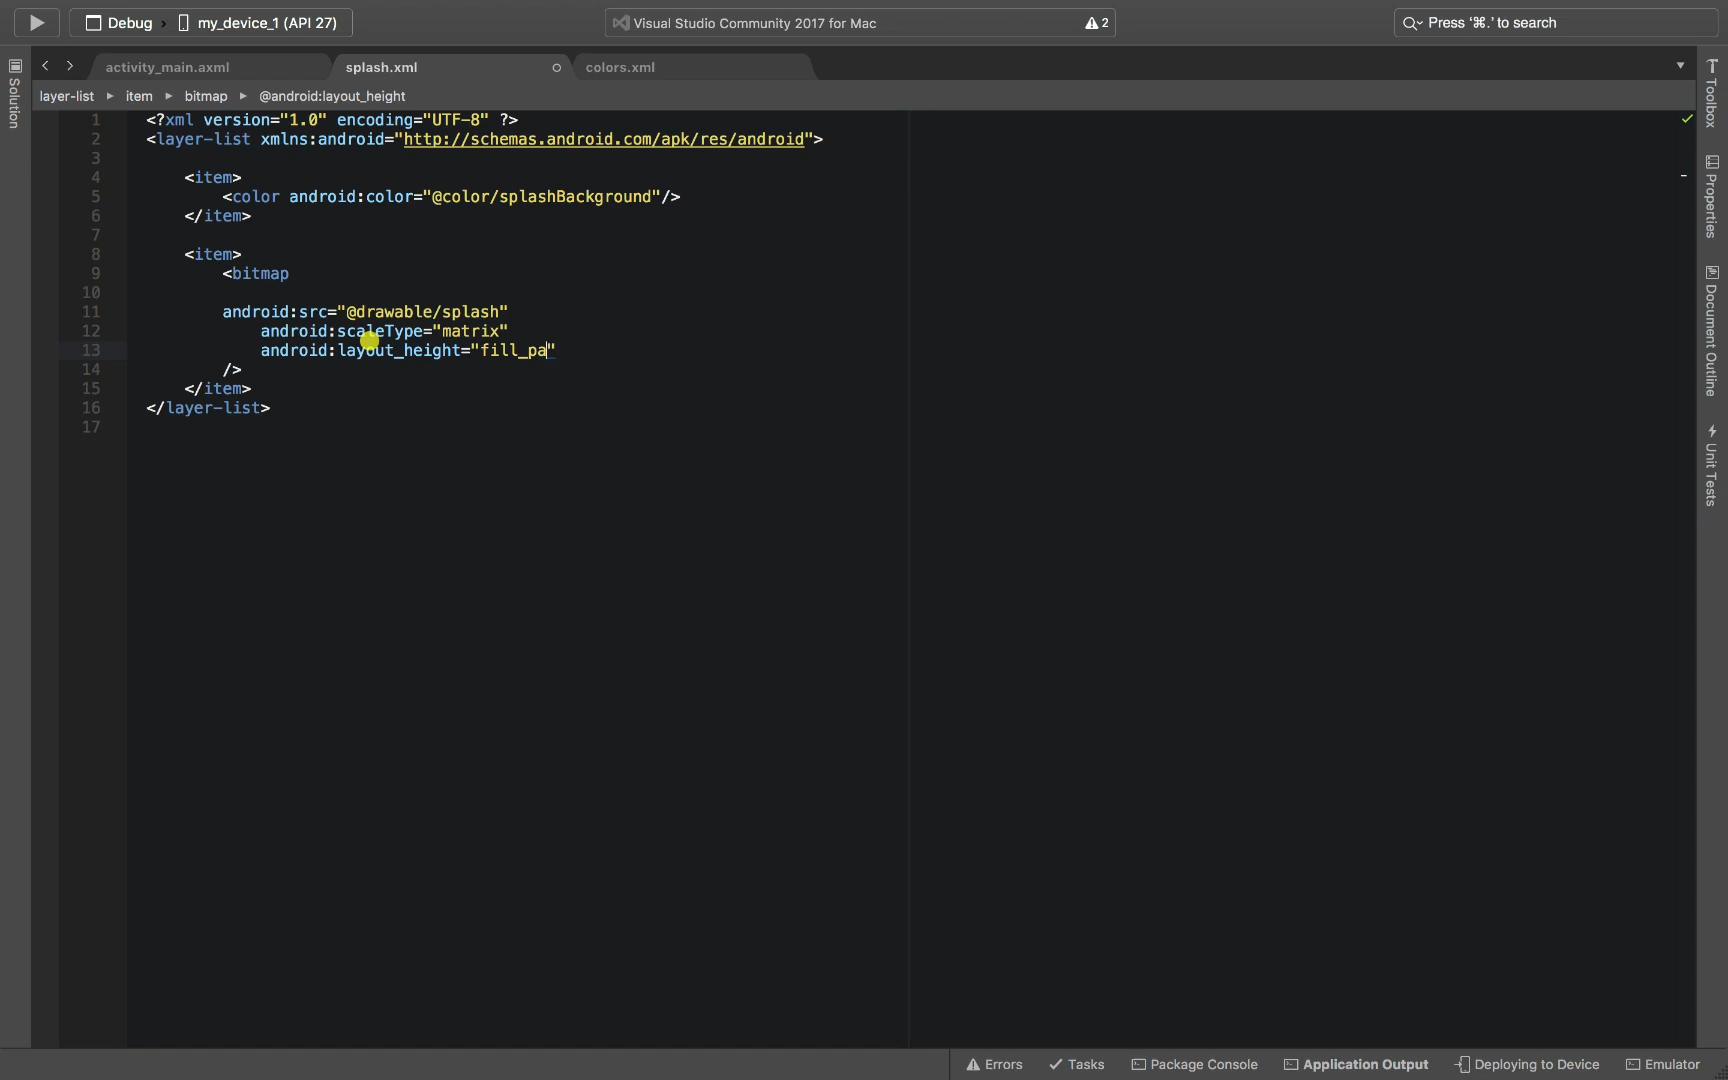 Debug my_device_1 (API 27) Visual Studio Community 2017 for Mac 2 Press '⌘.' to search
activity_main.axml splash.xml colors.xml
layer-list item bitmap @android:layout_height
1 <?xml version="1.0" encoding="UTF-8" ?>
2 <layer-list xmlns:android="http://schemas.android.com/apk/res/android">
3
4 <item>
5 <color android:color="@color/splashBackground"/>
6 </item>
7
8 <item>
9 <bitmap
10
11 android:src="@drawable/splash"
12 android:scaleType="matrix"
13 android:layout_height="fill_pa"
14 />
15 </item>
16 </layer-list>
17
Solution
Toolbox
Properties
Document Outline
Unit Tests
Errors Tasks Package Console Application Output Deploying to Device Emulator